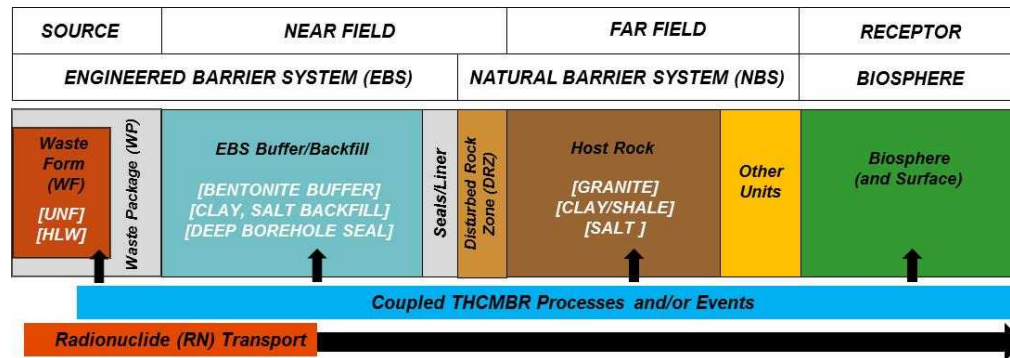 SOURCE
NEAR FIELD
FAR FIELD
RECEPTOR
ENGINEERED BARRIER SYSTEM (EBS)
NATURAL BARRIER SYSTEM (NBS)
BIOSPHERE
Waste
Form
(WF)
[UNF]
[HLW]
Waste Package (WP)
EBS Buffer/Backfill
[BENTONITE BUFFER]
[CLAY, SALT BACKFILL]
[DEEP BOREHOLE SEAL]
Seals/Liner
Disturbed Rock
Zone (DRZ)
Host Rock
[GRANITE]
[CLAY/SHALE]
[SALT ]
Other
Units
Biosphere
(and Surface)
Coupled THCMBR Processes and/or Events
Radionuclide (RN) Transport